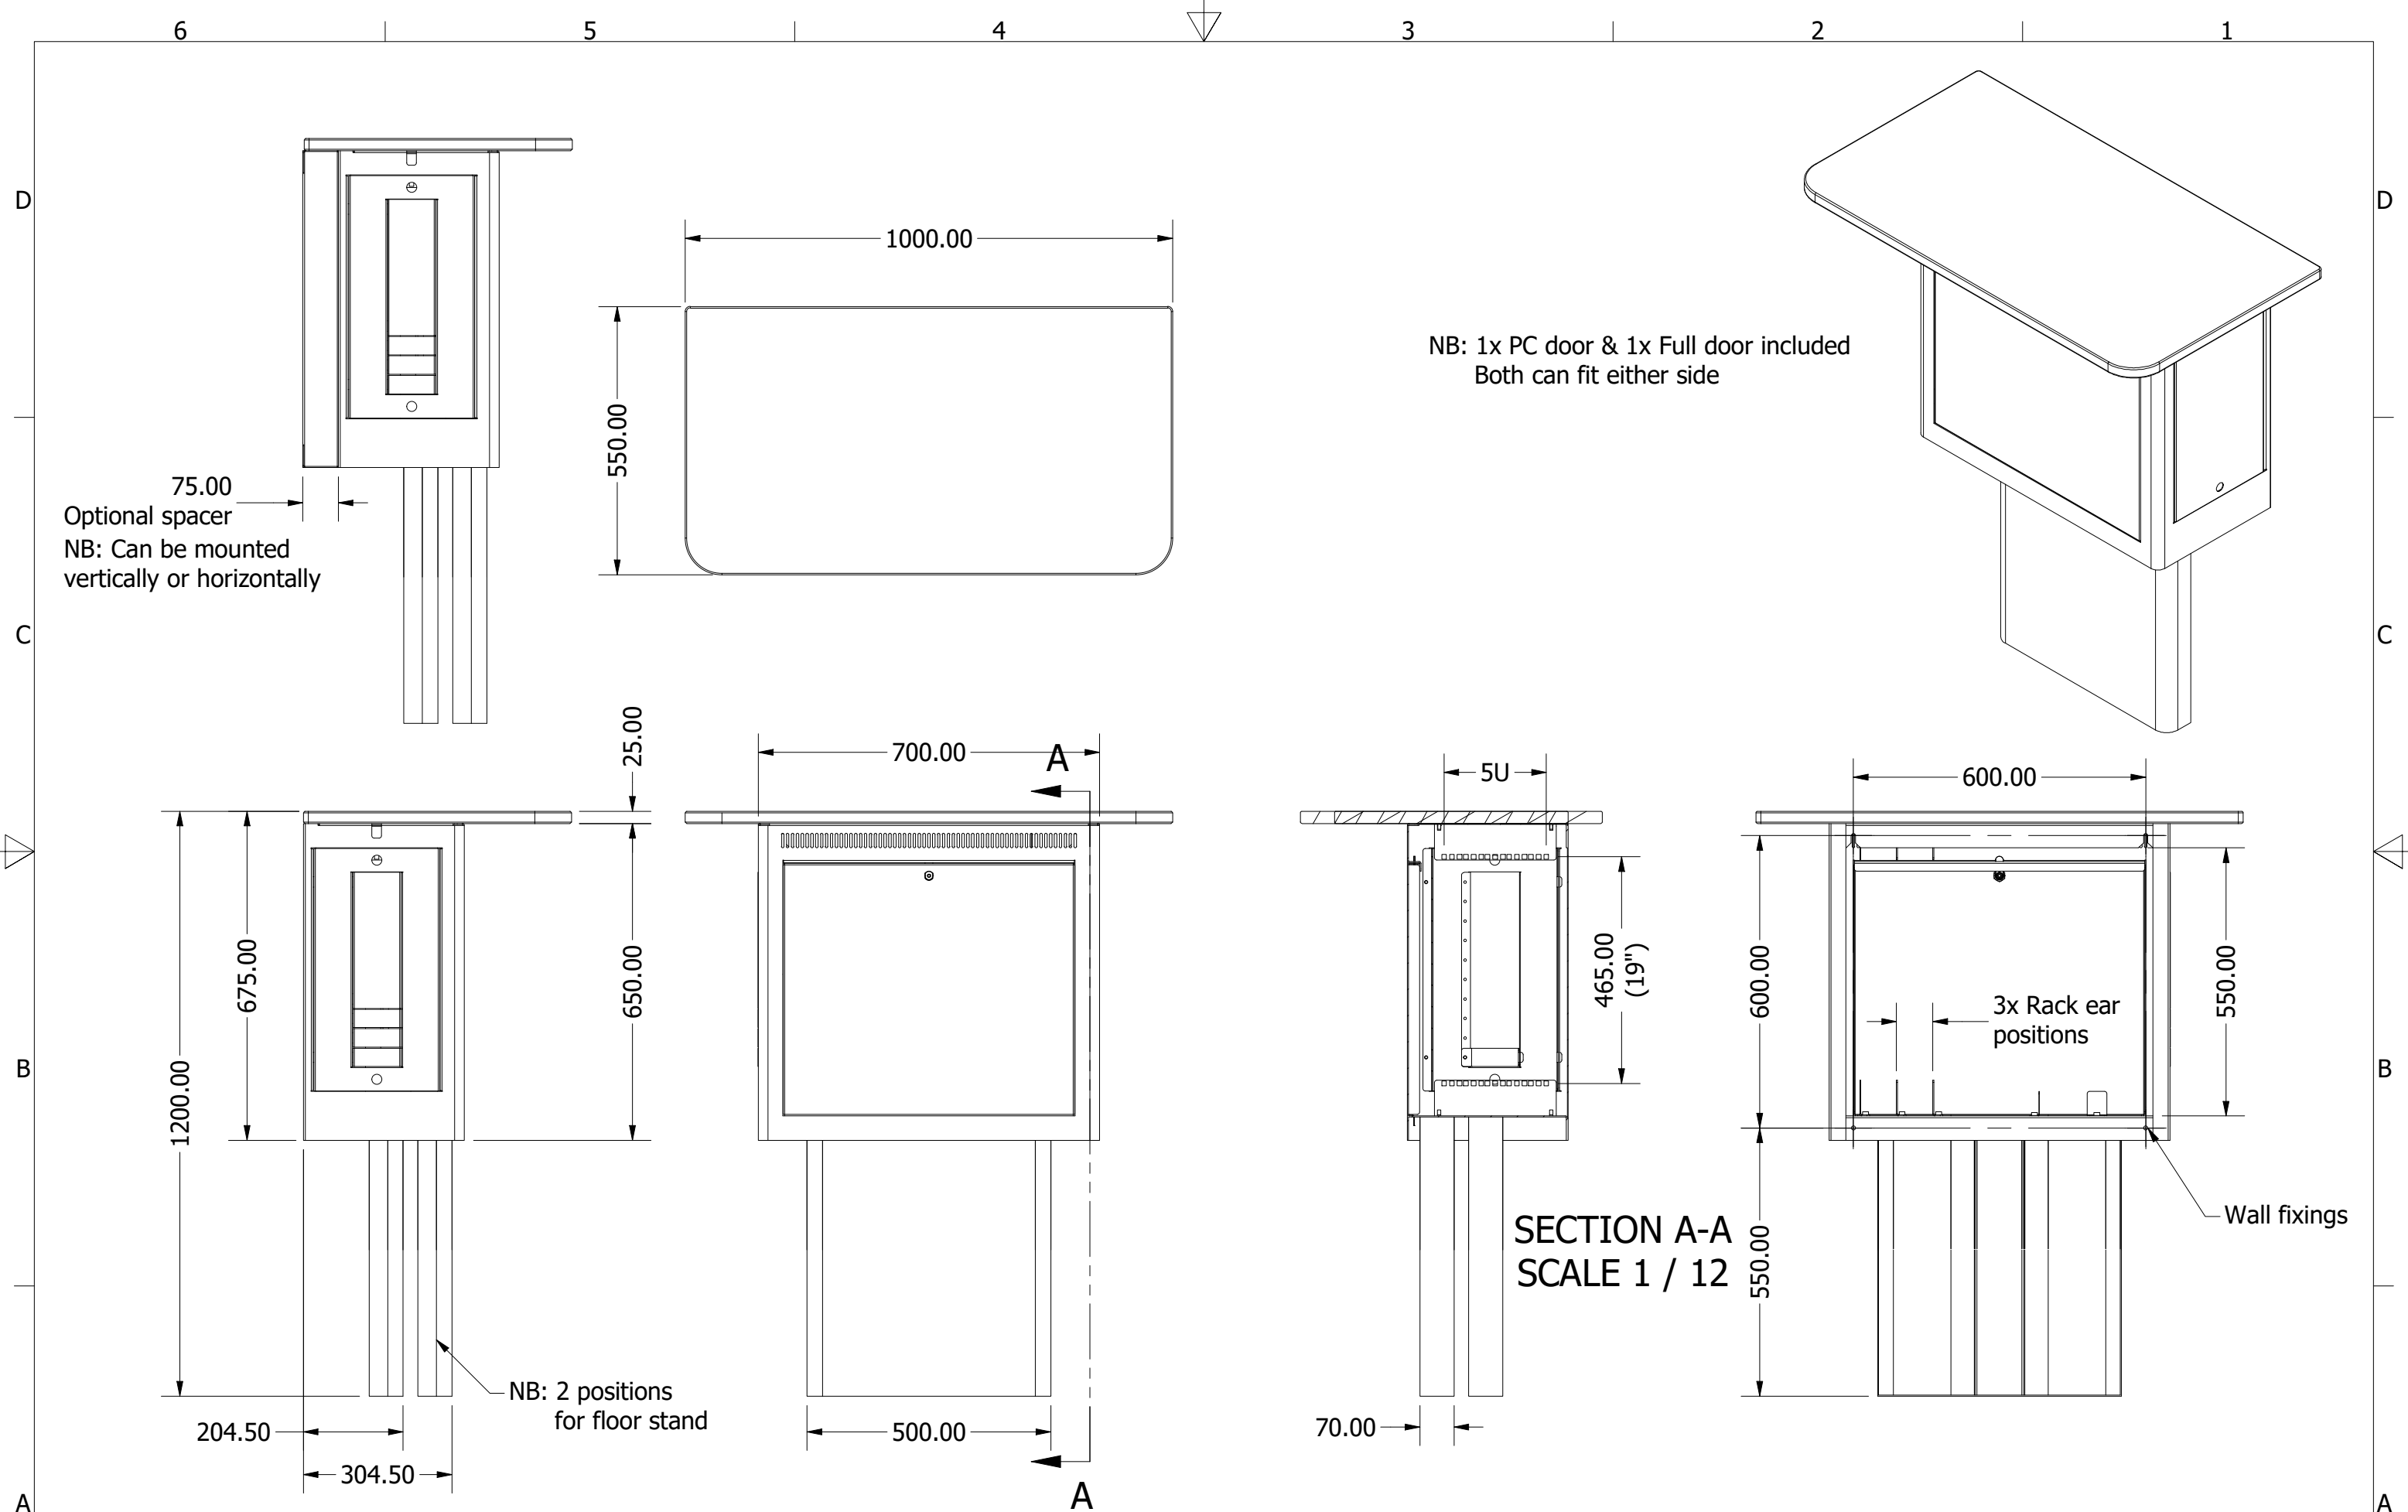 6 5 4 3 2 1
D D
1000.00
550.00
NB: 1x PC door & 1x Full door included
Both can fit either side
75.00
Optional spacer
NB: Can be mounted
vertically or horizontally
C C
25.00
700.00
A
5U
600.00
675.00
650.00
465.00
(19")
600.00
550.00
3x Rack ear
positions
1200.00
B B
SECTION A-A
SCALE 1 / 12
550.00
Wall fixings
NB: 2 positions
for floor stand
204.50
500.00
70.00
304.50
A
A A